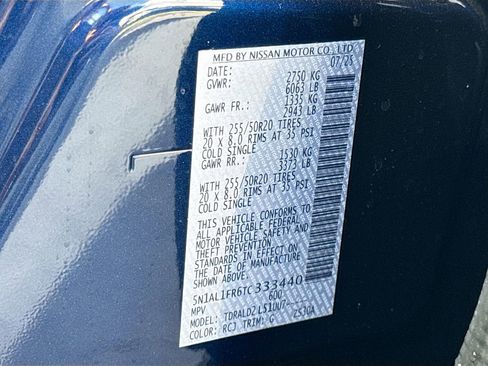 MFD BY NISSAN MOTOR CO., LTD.
DATE: 07/25
GVWR: 2750 KG
6063 LB
GAWR FR.: 1335 KG
2943 LB
WITH 255/50R20 TIRES
20 X 8.0 RIMS AT 35 PSI
COLD SINGLE
GAWR RR.: 1530 KG
3373 LB
WITH 255/50R20 TIRES
20 X 8.0 RIMS AT 35 PSI
COLD SINGLE
THIS VEHICLE CONFORMS TO
ALL APPLICABLE FEDERAL
MOTOR VEHICLE SAFETY AND
THEFT PREVENTION
STANDARDS IN EFFECT ON
THE DATE OF MANUFACTURE
SHOWN ABOVE.
5N1AL1FR6TC 333440
MPV
MODEL:
COLOR: RCJ TRIM: G